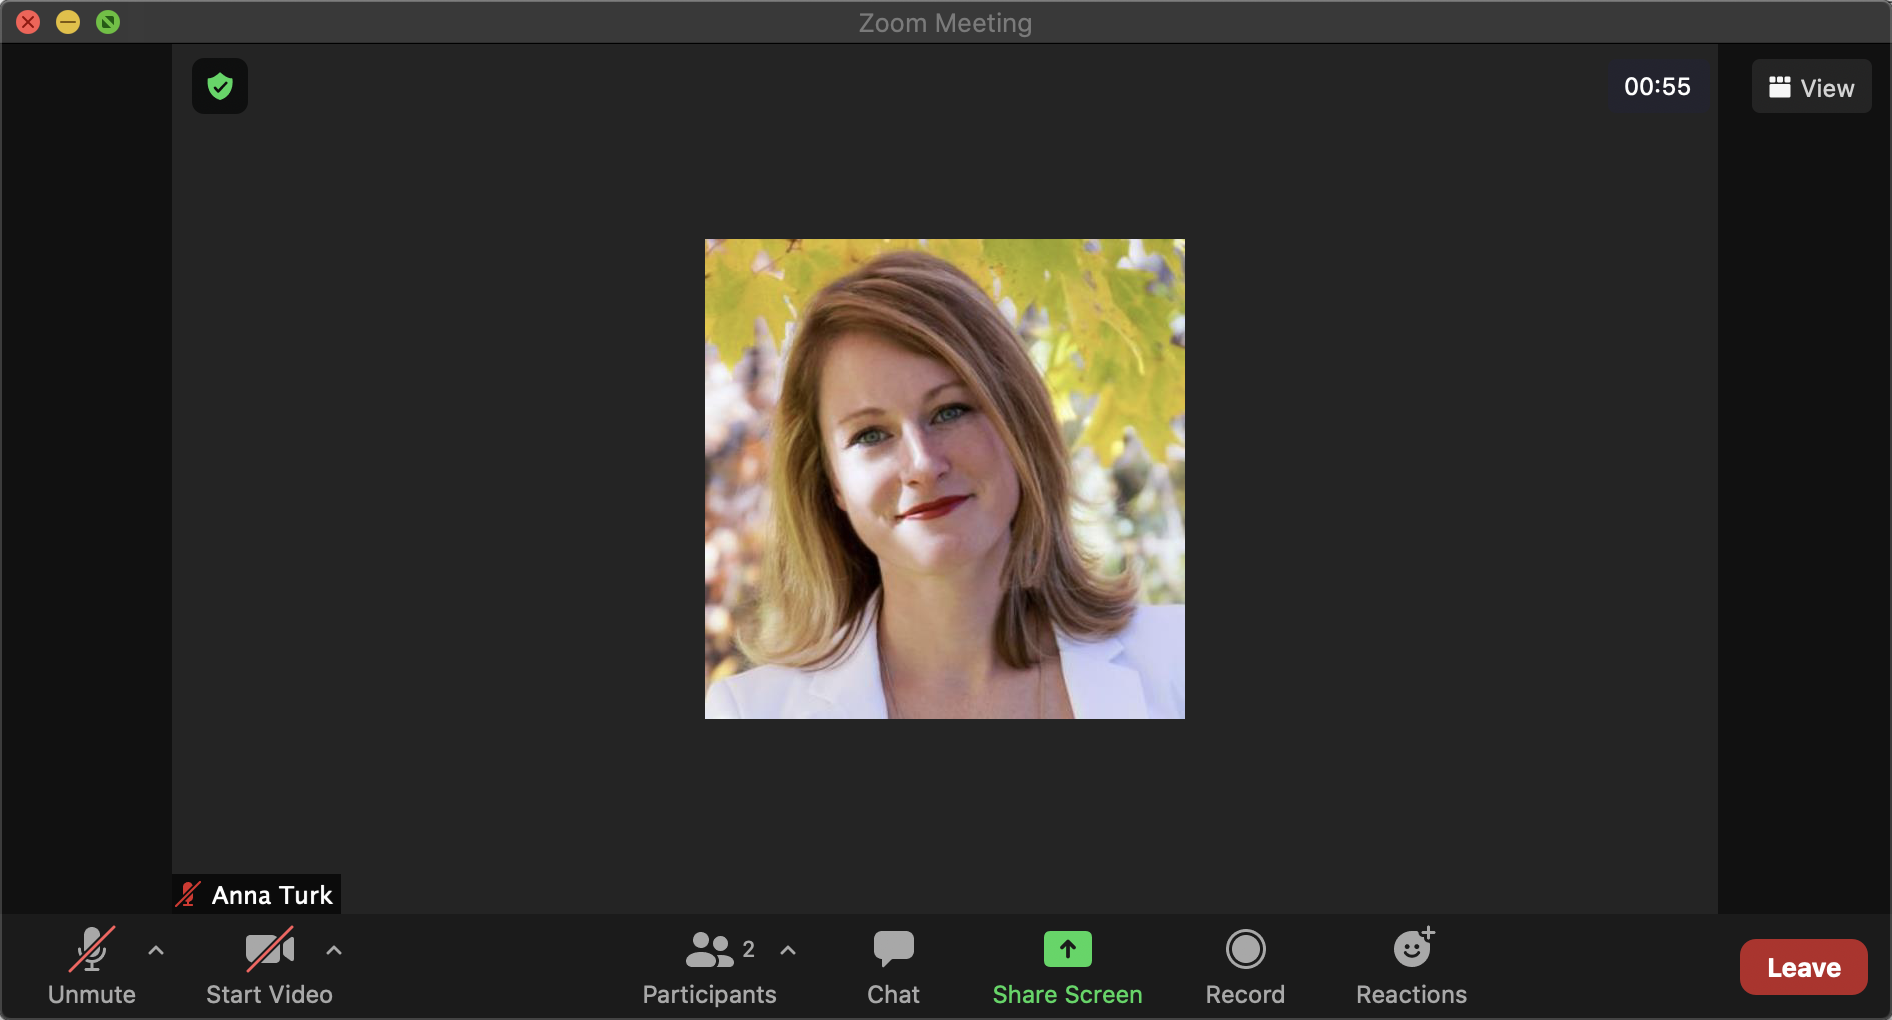 Zoom Meeting
00:55
View
Anna Turk
2
Unmute
Start Video
Participants
Chat
Share Screen
Record
Reactions
Leave